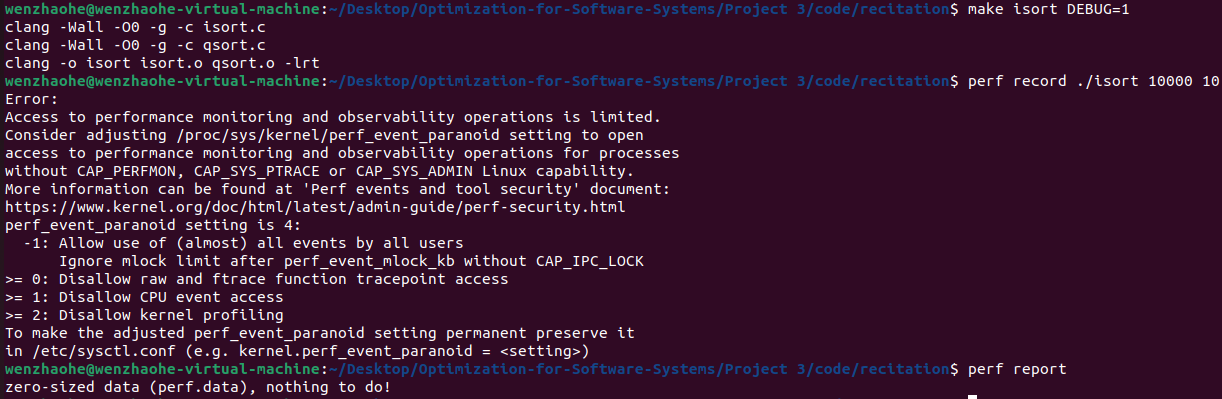 wenzhaohe@wenzhaohe-virtual-machine:~/Desktop/Optimization-for-Software-Systems/Project 3/code/recitation$ make isort DEBUG=1
clang -Wall -O0 -g -c isort.c
clang -Wall -O0 -g -c qsort.c
clang -o isort isort.o qsort.o -lrt
wenzhaohe@wenzhaohe-virtual-machine:~/Desktop/Optimization-for-Software-Systems/Project 3/code/recitation$ perf record ./isort 10000 10
Error:
Access to performance monitoring and observability operations is limited.
Consider adjusting /proc/sys/kernel/perf_event_paranoid setting to open
access to performance monitoring and observability operations for processes
without CAP_PERFMON, CAP_SYS_PTRACE or CAP_SYS_ADMIN Linux capability.
More information can be found at 'Perf events and tool security' document:
https://www.kernel.org/doc/html/latest/admin-guide/perf-security.html
perf_event_paranoid setting is 4:
  -1: Allow use of (almost) all events by all users
      Ignore mlock limit after perf_event_mlock_kb without CAP_IPC_LOCK
>= 0: Disallow raw and ftrace function tracepoint access
>= 1: Disallow CPU event access
>= 2: Disallow kernel profiling
To make the adjusted perf_event_paranoid setting permanent preserve it
in /etc/sysctl.conf (e.g. kernel.perf_event_paranoid = <setting>)
wenzhaohe@wenzhaohe-virtual-machine:~/Desktop/Optimization-for-Software-Systems/Project 3/code/recitation$ perf report
zero-sized data (perf.data), nothing to do!